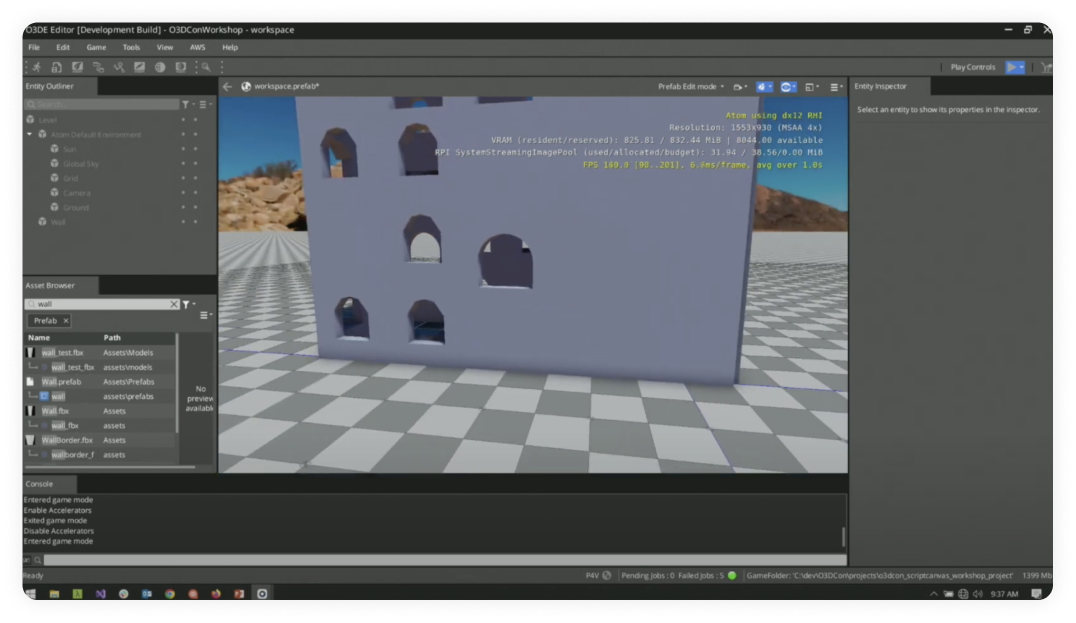 O3DE Editor [Development Build] - O3DConWorkshop - workspace
File Edit Game Tools View AWS Help
Play Controls
Entity Outliner
workspace.prefab*
Prefab Edit mode
Entity Inspector
Search...
Level
Atom Default Environment
Sun
Global Sky
Grid
Camera
Ground
Wall
Atom using dx12 RHI
Resolution: 1553x930 (MSAA 4x)
VRAM (resident/reserved): 825.81 / 832.44 MiB | 8044.00 available
RPI SystemStreamingImagePool (used/allocated/budget): 31.94 / 38.56/0.00 MiB
FPS 160.0 [90..201], ms/frame, avg over 1.0s
Select an entity to show its properties in the inspector.
Asset Browser
wall
Prefab ×
Name Path
wall_test.fbx Assets\Models
wall_test_fbx assets\models
Wall.prefab Assets\Prefabs
wall assets\prefabs
Wall.fbx Assets
wall_fbx assets
WallBorder.fbx Assets
wallborder_f assets
No
preview
availabl
Console
Entered game mode
Enable Accelerators
Exited game mode
Disable Accelerators
Entered game mode
Ready
P4V
Pending Jobs : 0 Failed Jobs : 5
GameFolder: 'C:\dev\O3DCon\projects\o3dcon_scriptcanvas_workshop_project'
1399 Mb
9:37 AM